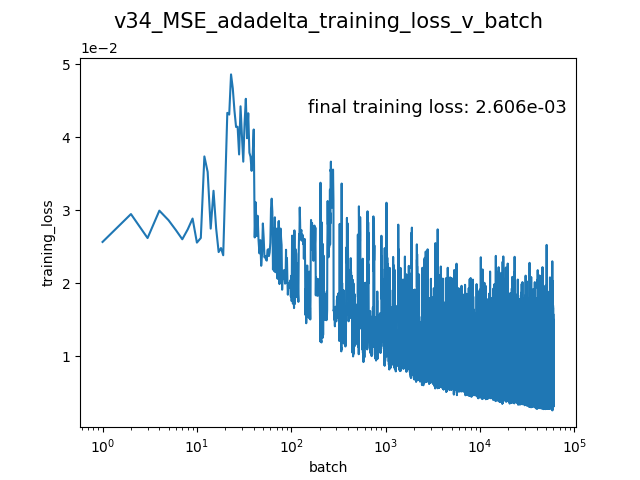 v34_MSE_adadelta_training_loss_v_batch
1e−2
final training loss: 2.606e-03
5
4
3
2
1
training_loss
10^0 10^1 10^2 10^3 10^4 10^5
batch